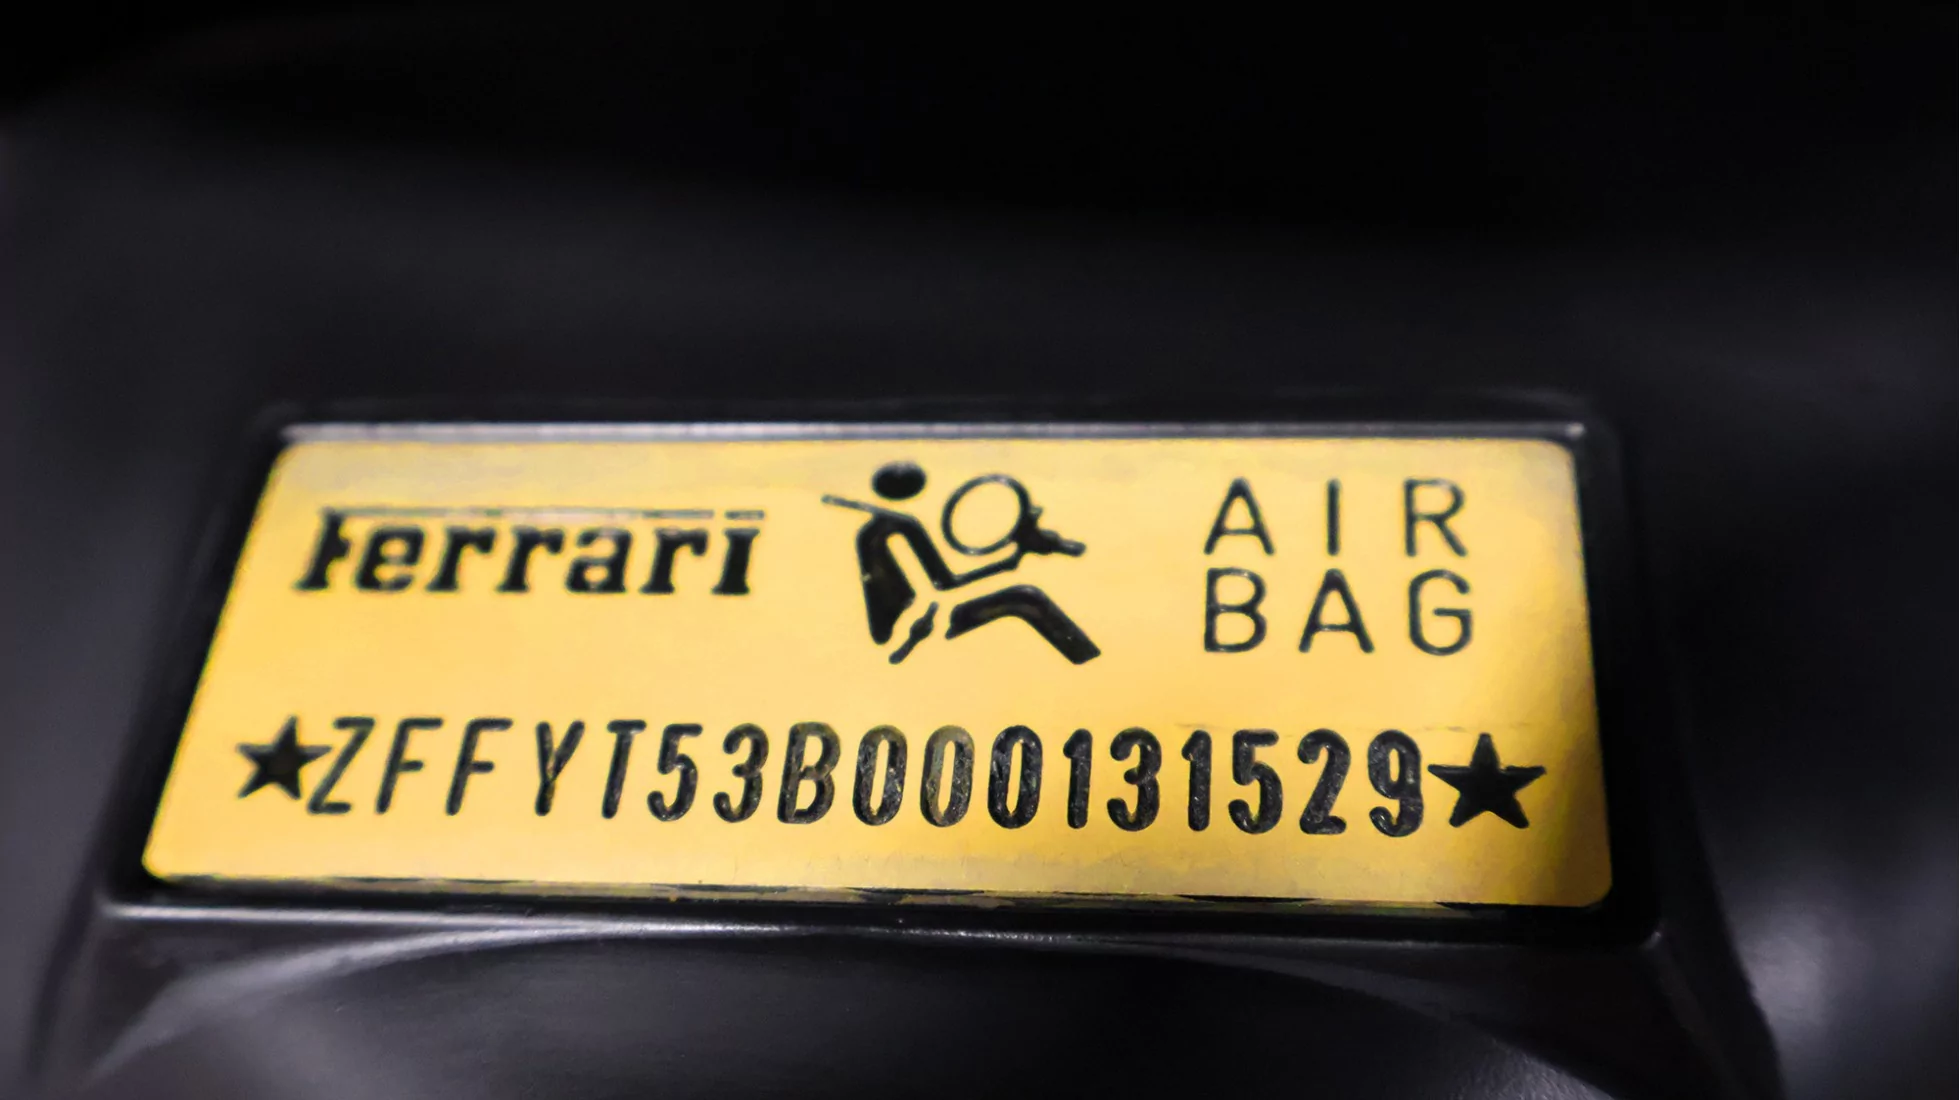 Ferrari
AIR
BAG
★ZFFYT53B000131529★